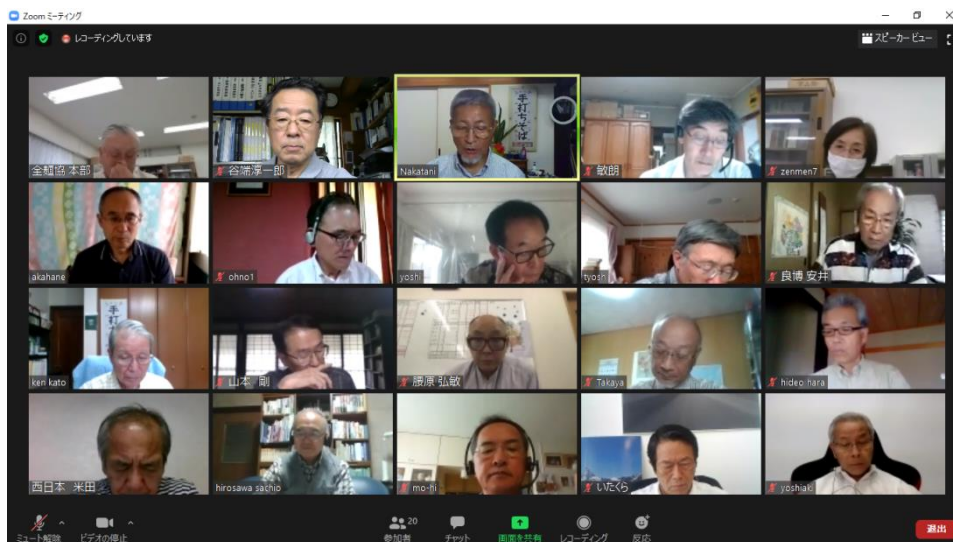 Zoom ミーティング
レコーディングしています
スピーカー ビュー
全麺協 本部
谷端淳一郎
手打ちそば
Nakatani
敏朗
zenmen7
akahane
ohno1
yoshi
tyoshi
良博 安井
手打
ken kato
山本 剛
腰原 弘敏
Takaya
hideo hara
西日本 米田
hirosawa sachio
mo-hi
いたくら
yoshiaki
20
ミュート解除
ビデオの停止
参加者
チャット
画面を共有
レコーディング
反応
退出